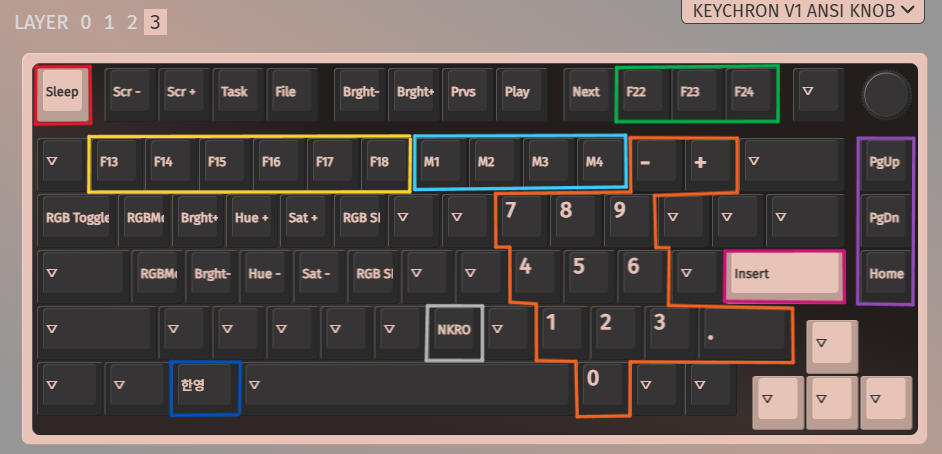 LAYER 0 1 2 3
KEYCHRON V1 ANSI KNOB
Sleep Scr - Scr + Task File Brght- Brght+ Prvs Play Next F22 F23 F24 ▽
▽ F13 F14 F15 F16 F17 F18 M1 M2 M3 M4 - + ▽ PgUp
RGB Toggle RGBMo Brght+ Hue + Sat + RGB SI ▽ ▽ 7 8 9 ▽ ▽ ▽ PgDn
▽ RGBMo Brght- Hue - Sat - RGB SI ▽ ▽ 4 5 6 ▽ Insert Home
▽ ▽ ▽ ▽ ▽ ▽ NKRO ▽ 1 2 3 . ▽
▽ ▽ 한영 ▽ 0 ▽ ▽ ▽ ▽ ▽